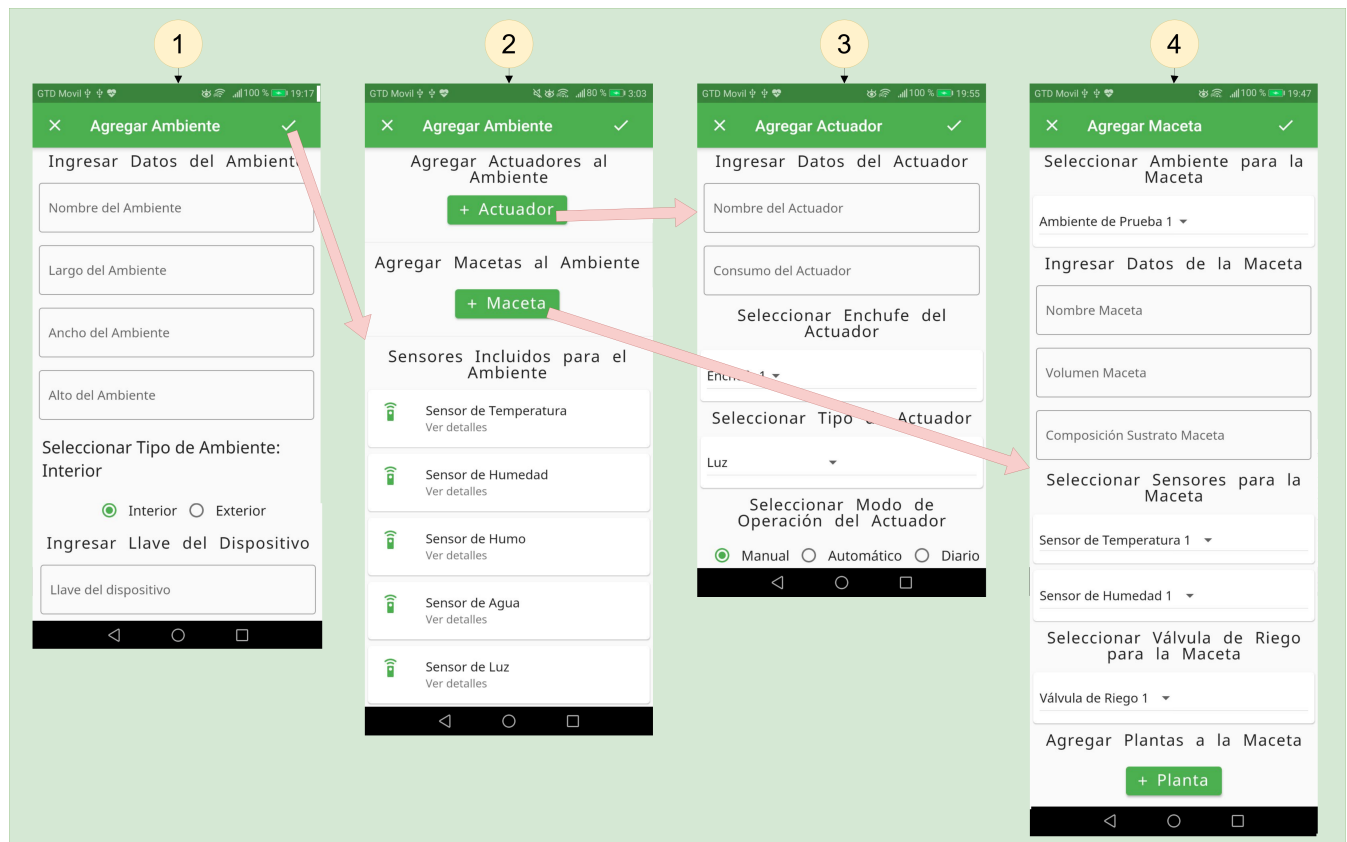 1
GTD Movil 100 % 19:17
Agregar Ambiente
Ingresar Datos del Ambiente
Nombre del Ambiente
Largo del Ambiente
Ancho del Ambiente
Alto del Ambiente
Seleccionar Tipo de Ambiente:
Interior
Interior Exterior
Ingresar Llave del Dispositivo
Llave del dispositivo
2
GTD Movil 80 % 3:03
Agregar Ambiente
Agregar Actuadores al
Ambiente
+ Actuador
Agregar Macetas al Ambiente
+ Maceta
Sensores Incluidos para el
Ambiente
Sensor de Temperatura
Ver detalles
Sensor de Humedad
Ver detalles
Sensor de Humo
Ver detalles
Sensor de Agua
Ver detalles
Sensor de Luz
Ver detalles
3
GTD Movil 100 % 19:55
Agregar Actuador
Ingresar Datos del Actuador
Nombre del Actuador
Consumo del Actuador
Seleccionar Enchufe del
Actuador
Enchufe 1
Seleccionar Tipo Actuador
Luz
Seleccionar Modo de
Operación del Actuador
Manual Automático Diario
4
GTD Movil 100 % 19:47
Agregar Maceta
Seleccionar Ambiente para la
Maceta
Ambiente de Prueba 1
Ingresar Datos de la Maceta
Nombre Maceta
Volumen Maceta
Composición Sustrato Maceta
Seleccionar Sensores para la
Maceta
Sensor de Temperatura 1
Sensor de Humedad 1
Seleccionar Válvula de Riego
para la Maceta
Válvula de Riego 1
Agregar Plantas a la Maceta
+ Planta